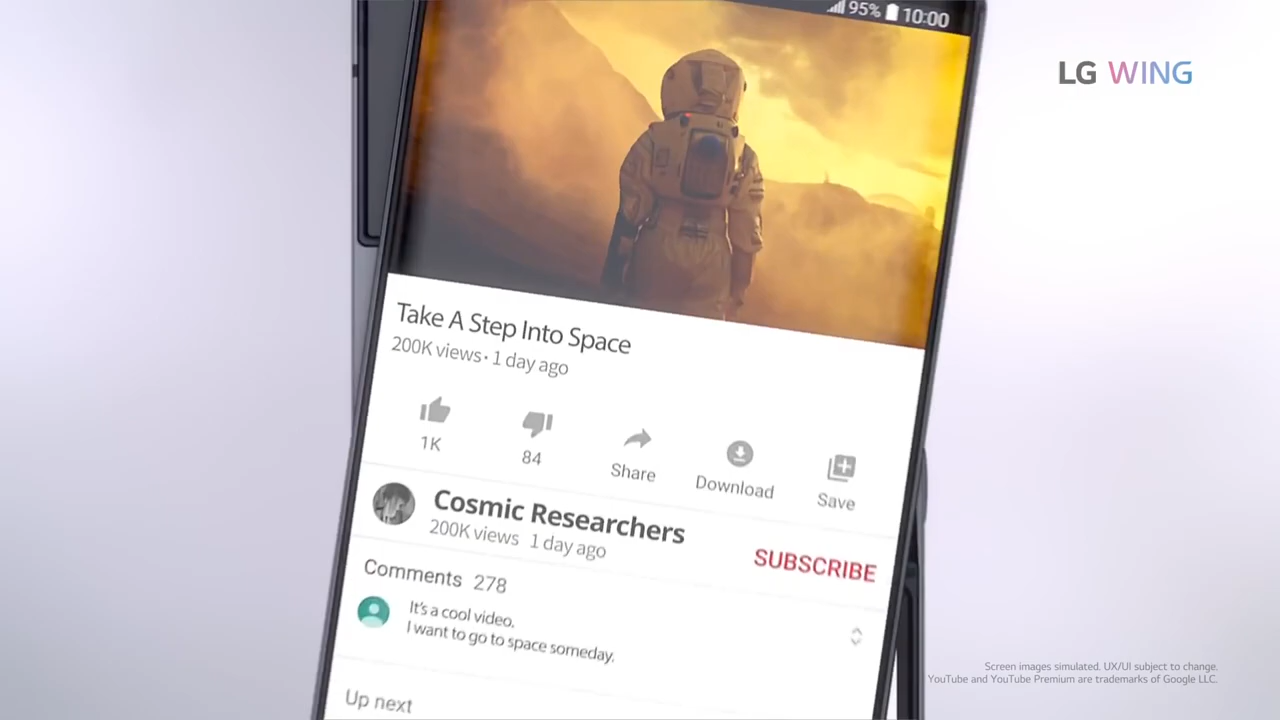 95% 10:00
LG WING
Take A Step Into Space
200K views · 1 day ago
1K
84
Share
Download
Save
Cosmic Researchers
200K views 1 day ago
SUBSCRIBE
Comments 278
It's a cool video.
I want to go to space someday.
Up next
Screen images simulated. UX/UI subject to change.
YouTube and YouTube Premium are trademarks of Google LLC.